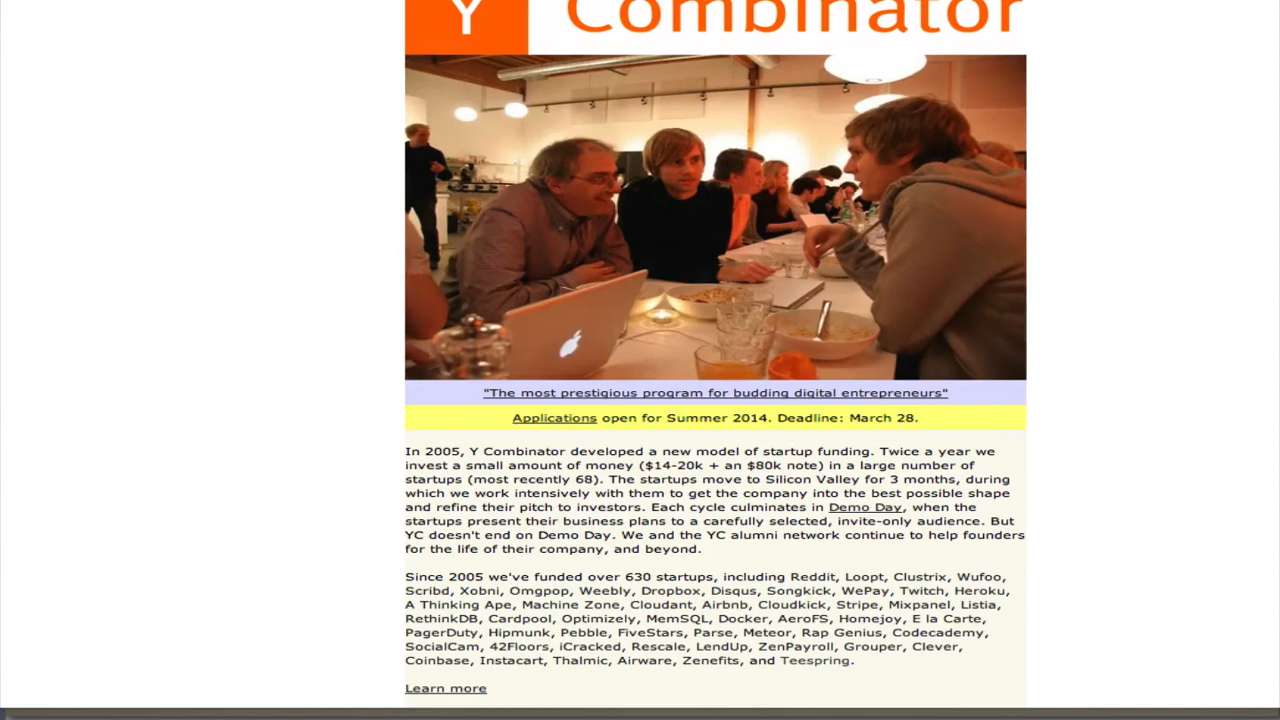 Y Combinator
"The most prestigious program for budding digital entrepreneurs"
Applications open for Summer 2014. Deadline: March 28.
In 2005, Y Combinator developed a new model of startup funding. Twice a year we
invest a small amount of money ($14-20k + an $80k note) in a large number of
startups (most recently 68). The startups move to Silicon Valley for 3 months, during
which we work intensively with them to get the company into the best possible shape
and refine their pitch to investors. Each cycle culminates in Demo Day, when the
startups present their business plans to a carefully selected, invite-only audience. But
YC doesn't end on Demo Day. We and the YC alumni network continue to help founders
for the life of their company, and beyond.
Since 2005 we've funded over 630 startups, including Reddit, Loopt, Clustrix, Wufoo,
Scribd, Xobni, Omgpop, Weebly, Dropbox, Disqus, Songkick, WePay, Twitch, Heroku,
A Thinking Ape, Machine Zone, Cloudant, Airbnb, Cloudkick, Stripe, Mixpanel, Listia,
RethinkDB, Cardpool, Optimizely, MemSQL, Docker, AeroFS, Homejoy, E la Carte,
PagerDuty, Hipmunk, Pebble, FiveStars, Parse, Meteor, Rap Genius, Codecademy,
SocialCam, 42Floors, iCracked, Rescale, LendUp, ZenPayroll, Grouper, Clever,
Coinbase, Instacart, Thalmic, Airware, Zenefits, and Teespring.
Learn more